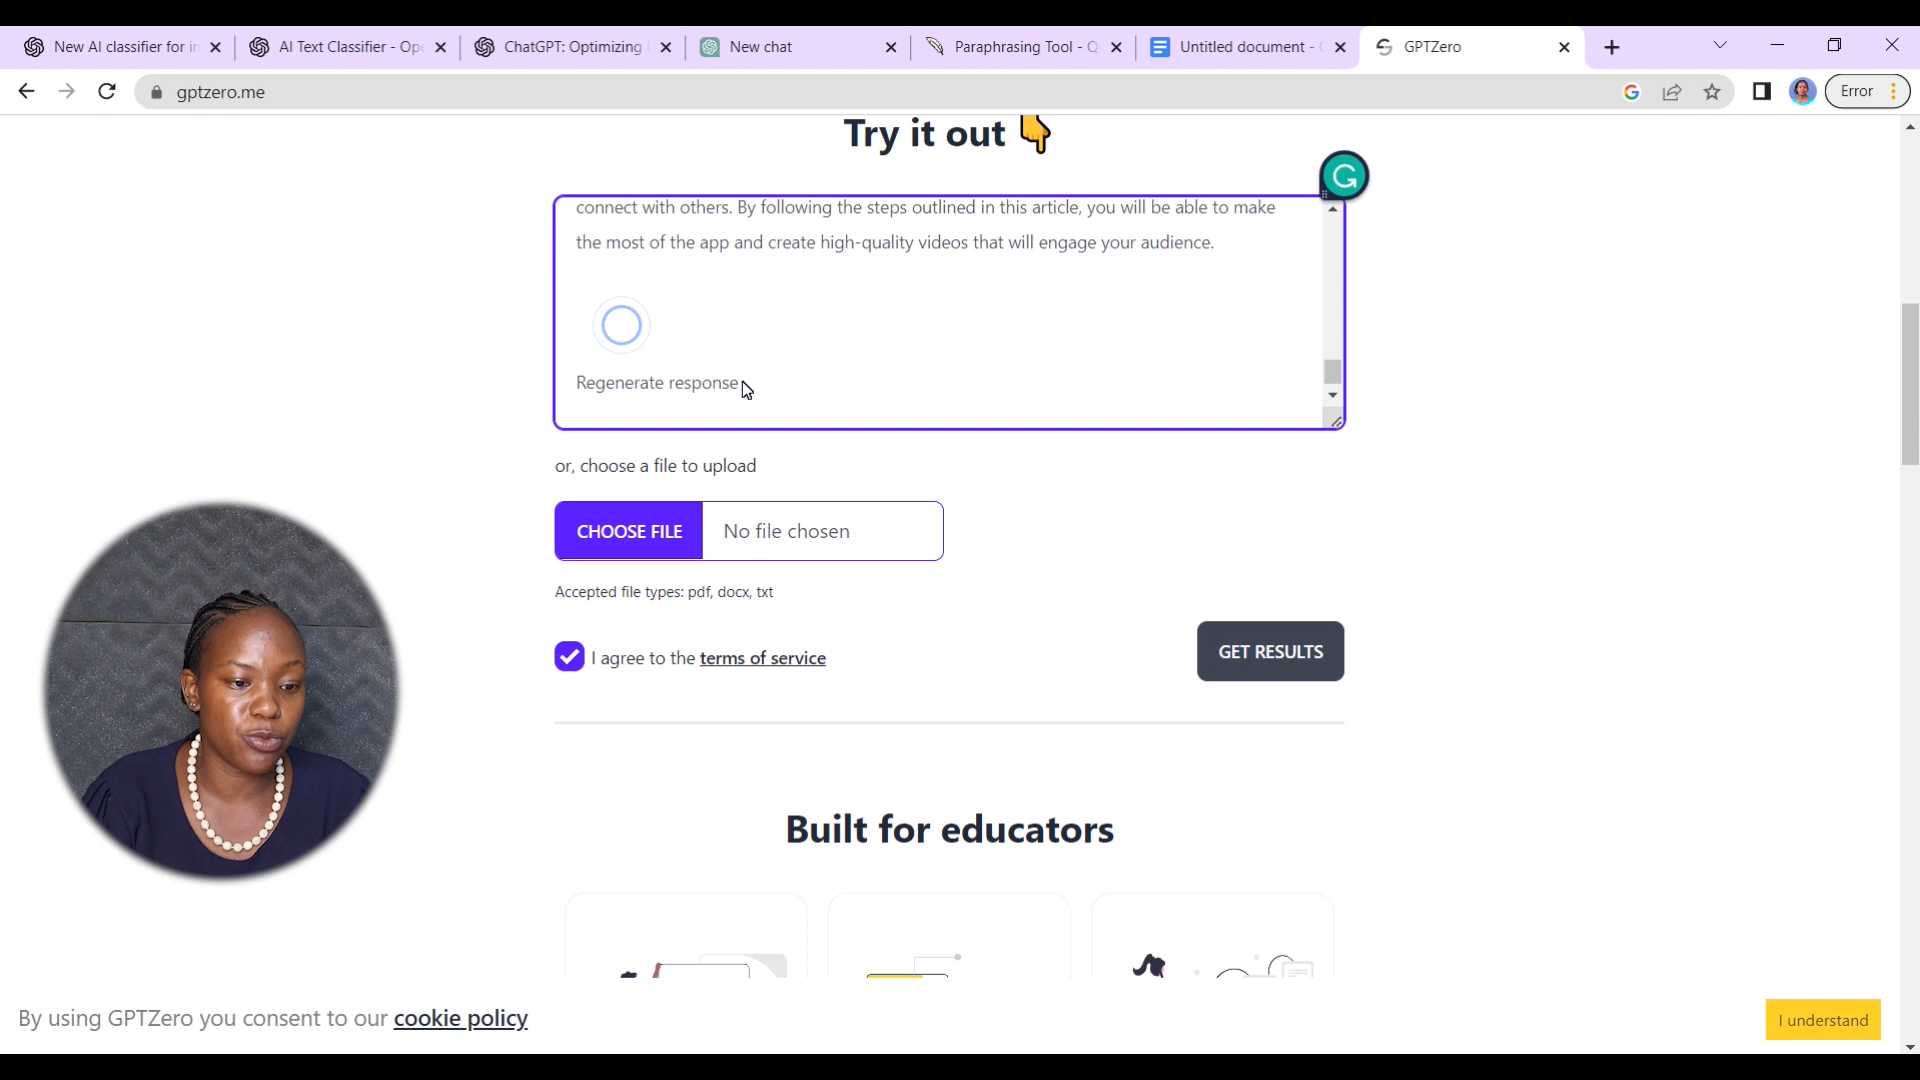 New AI classifier for in
AI Text Classifier - Ope
ChatGPT: Optimizing
New chat
Paraphrasing Tool - Q
Untitled document -
GPTZero
gptzero.me
Error
Try it out
connect with others. By following the steps outlined in this article, you will be able to make
the most of the app and create high-quality videos that will engage your audience.
Regenerate response
or, choose a file to upload
CHOOSE FILE No file chosen
Accepted file types: pdf, docx, txt
I agree to the terms of service
GET RESULTS
Built for educators
By using GPTZero you consent to our cookie policy
I understand